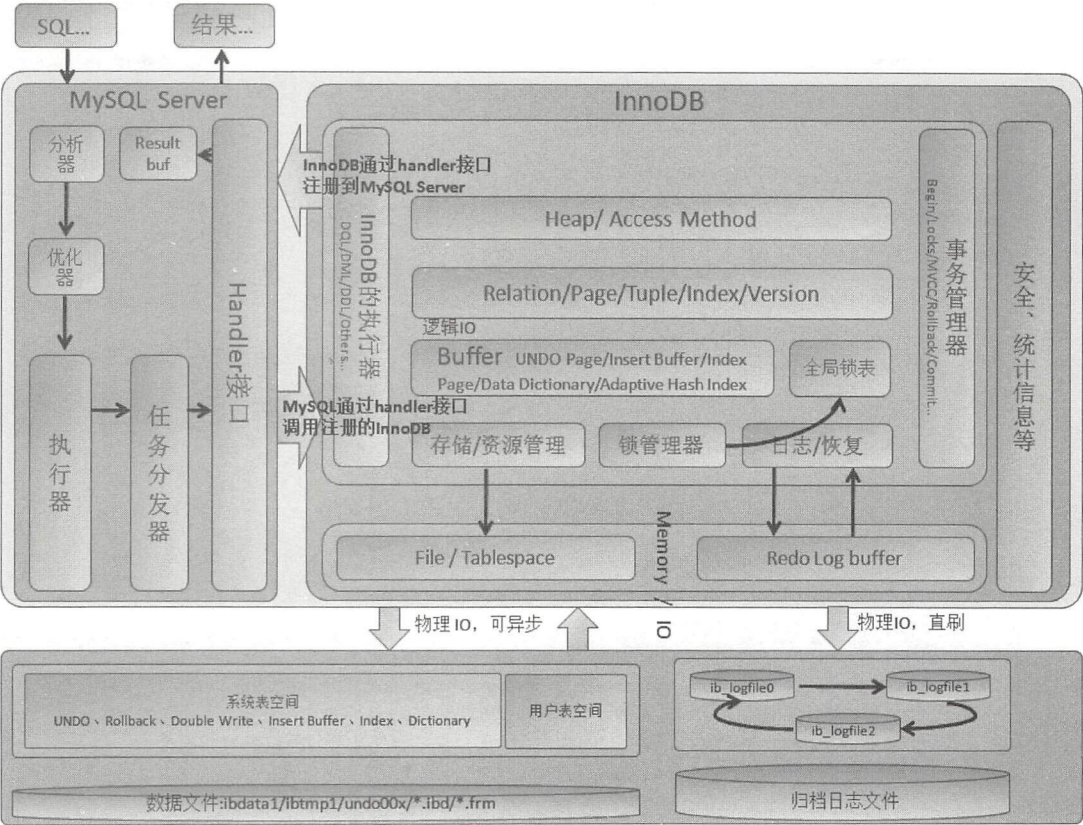 SQL...
结果...
MySQL Server
分析器
Result
buf
优化器
执行器
任务分发器
Handler接口
InnoDB
InnoDB通过handler接口
注册到MySQL Server
MySQL通过handler接口
调用注册的InnoDB
InnoDB的执行器
DQL/DML/DDL/Others...
Heap/ Access Method
Relation/Page/Tuple/Index/Version
逻辑IO
Buffer UNDO Page/Insert Buffer/Index
Page/Data Dictionary/Adaptive Hash Index
全局锁表
存储/资源管理
锁管理器
日志/恢复
事务管理器
Begin/Locks/MVCC/Rollback/Commit...
安全、统计信息等
File / Tablespace
Memory / IO
Redo Log buffer
物理 IO，可异步
物理IO，直刷
系统表空间
UNDO、Rollback、Double Write、Insert Buffer、Index、Dictionary
用户表空间
ib_logfile0
ib_logfile1
ib_logfile2
数据文件:ibdata1/ibtmp1/undo00x/*.ibd/*.frm
归档日志文件